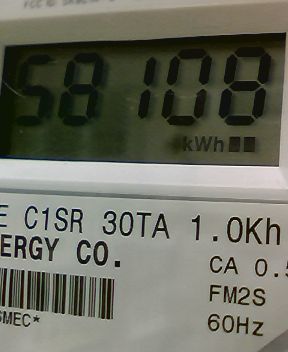 58108
kWh
E C1SR 30TA 1.0Kh
ERGY CO.
CA 0.5
FM2S
SMEC*
60Hz